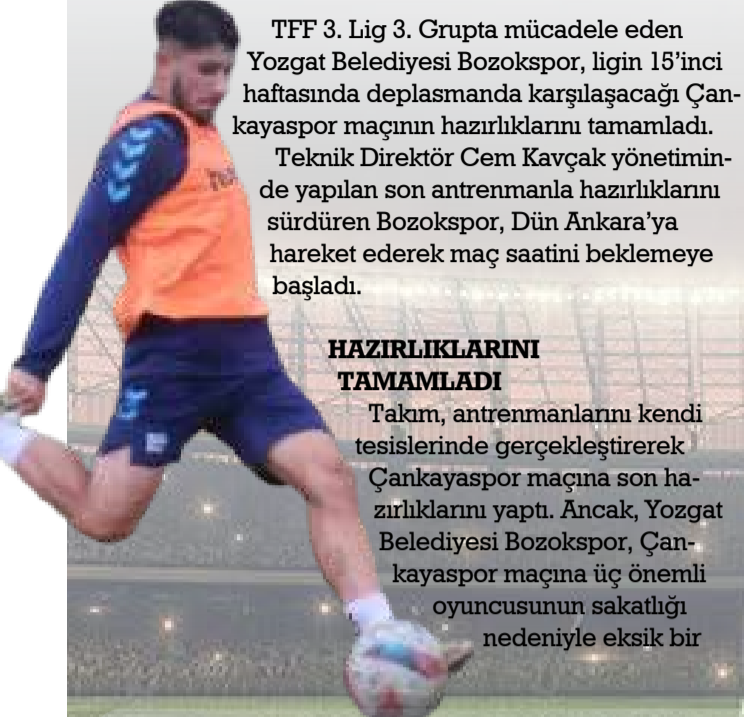 TFF 3. Lig 3. Grupta mücadele eden
Yozgat Belediyesi Bozokspor, ligin 15’inci
haftasında deplasmanda karşılaşacağı Çan-
kayaspor maçının hazırlıklarını tamamladı.
Teknik Direktör Cem Kavçak yönetimin-
de yapılan son antrenmanla hazırlıklarını
sürdüren Bozokspor, Dün Ankara’ya
hareket ederek maç saatini beklemeye
başladı.
HAZIRLIKLARINI
TAMAMLADI
Takım, antrenmanlarını kendi
tesislerinde gerçekleştirerek
Çankayaspor maçına son ha-
zırlıklarını yaptı. Ancak, Yozgat
Belediyesi Bozokspor, Çan-
kayaspor maçına üç önemli
oyuncusunun sakatlığı
nedeniyle eksik bir